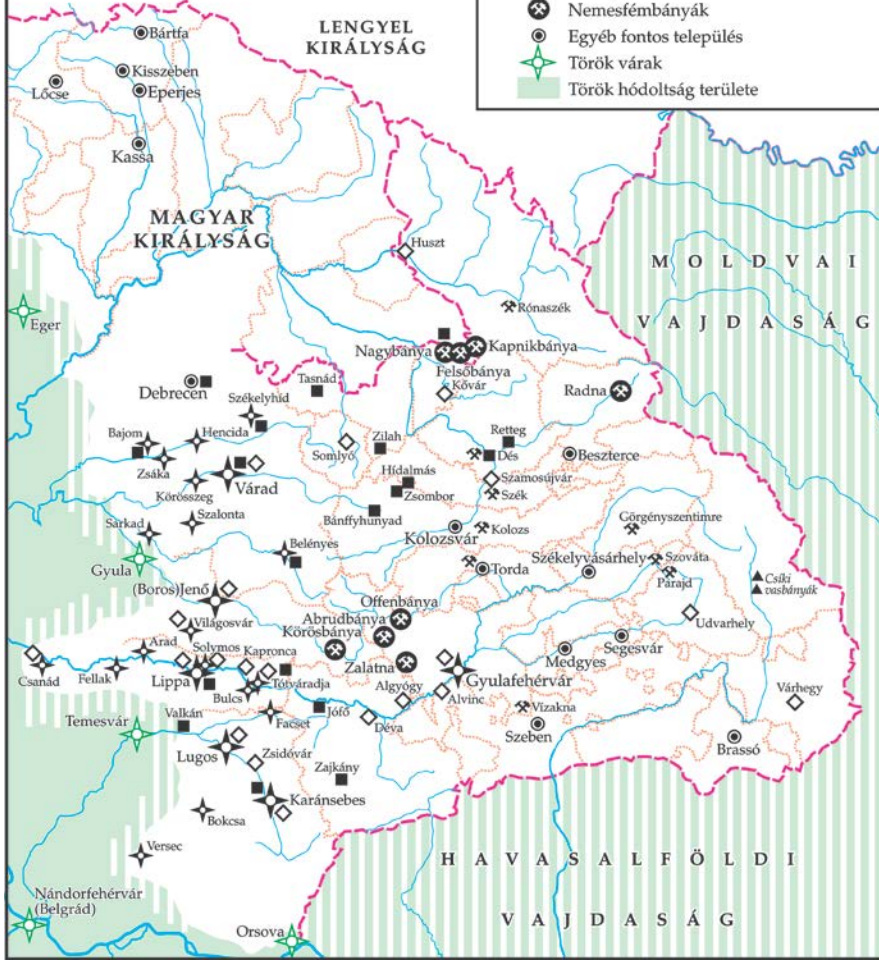 LENGYEL
KIRÁLYSÁG
Nemesfémbányák
Egyéb fontos település
Török várak
Török hódoltság területe
Bártfa
Kisszeben
Lőcse
Eperjes
Kassa
MAGYAR
KIRÁLYSÁG
Huszt
MOLDVAI
VAJDASÁG
Eger
Rónaszék
Nagybánya
Kapnikbánya
Felsőbánya
Kővár
Debrecen
Tasnád
Radna
Székelyhíd
Bajom
Hencida
Somlyó
Zilah
Retteg
Dés
Beszterce
Zsáka
Hídalmás
Szamosújvár
Körösszeg
Várad
Zsombor
Szék
Sarkad
Szalonta
Bánffyhunyad
Kolozsvár
Kolozs
Görgényszentimre
Gyula
Belényes
Torda
Székelyvásárhely
Szováta
Parajd
Csíki
vasbányák
(Boros)Jenő
Offenbánya
Abrudbánya
Világosvár
Körösbánya
Udvarhely
Arad
Solymos
Kapronca
Zalatna
Medgyes
Segesvár
Csanád
Fellak
Lippa
Bulcs
Tótváradja
Algyógy
Gyulafehérvár
Alvinc
Várhegy
Temesvár
Valkán
Facset
Jófő
Déva
Vízakna
Szeben
Brassó
Lugos
Zsidóvár
Zajkány
Karánsebes
Bokcsa
Versec
HAVASALFÖLDI
VAJDASÁG
Nándorfehérvár
(Belgrád)
Orsova